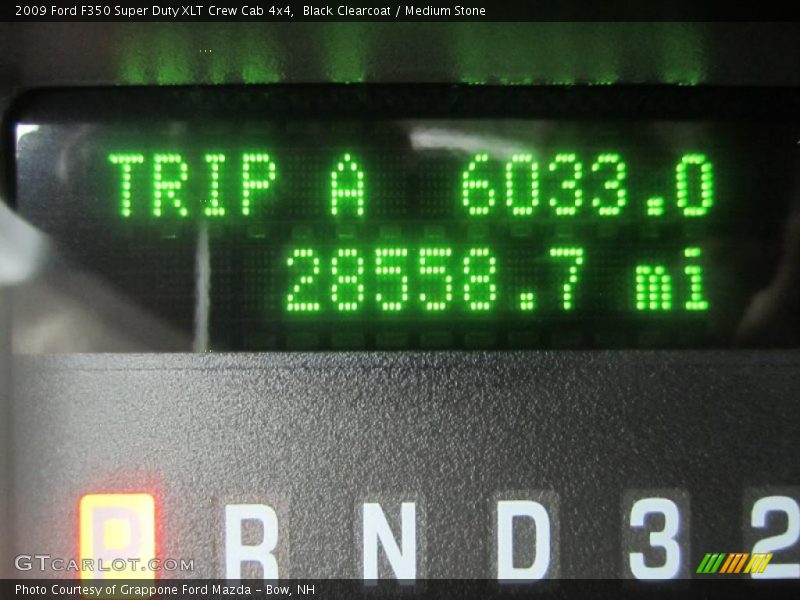 2009 Ford F350 Super Duty XLT Crew Cab 4x4,  Black Clearcoat / Medium Stone
TRIP A 6033.0
28558.7 mi
P R N D 3 2
GTcarlot.com
Photo Courtesy of Grappone Ford Mazda - Bow, NH